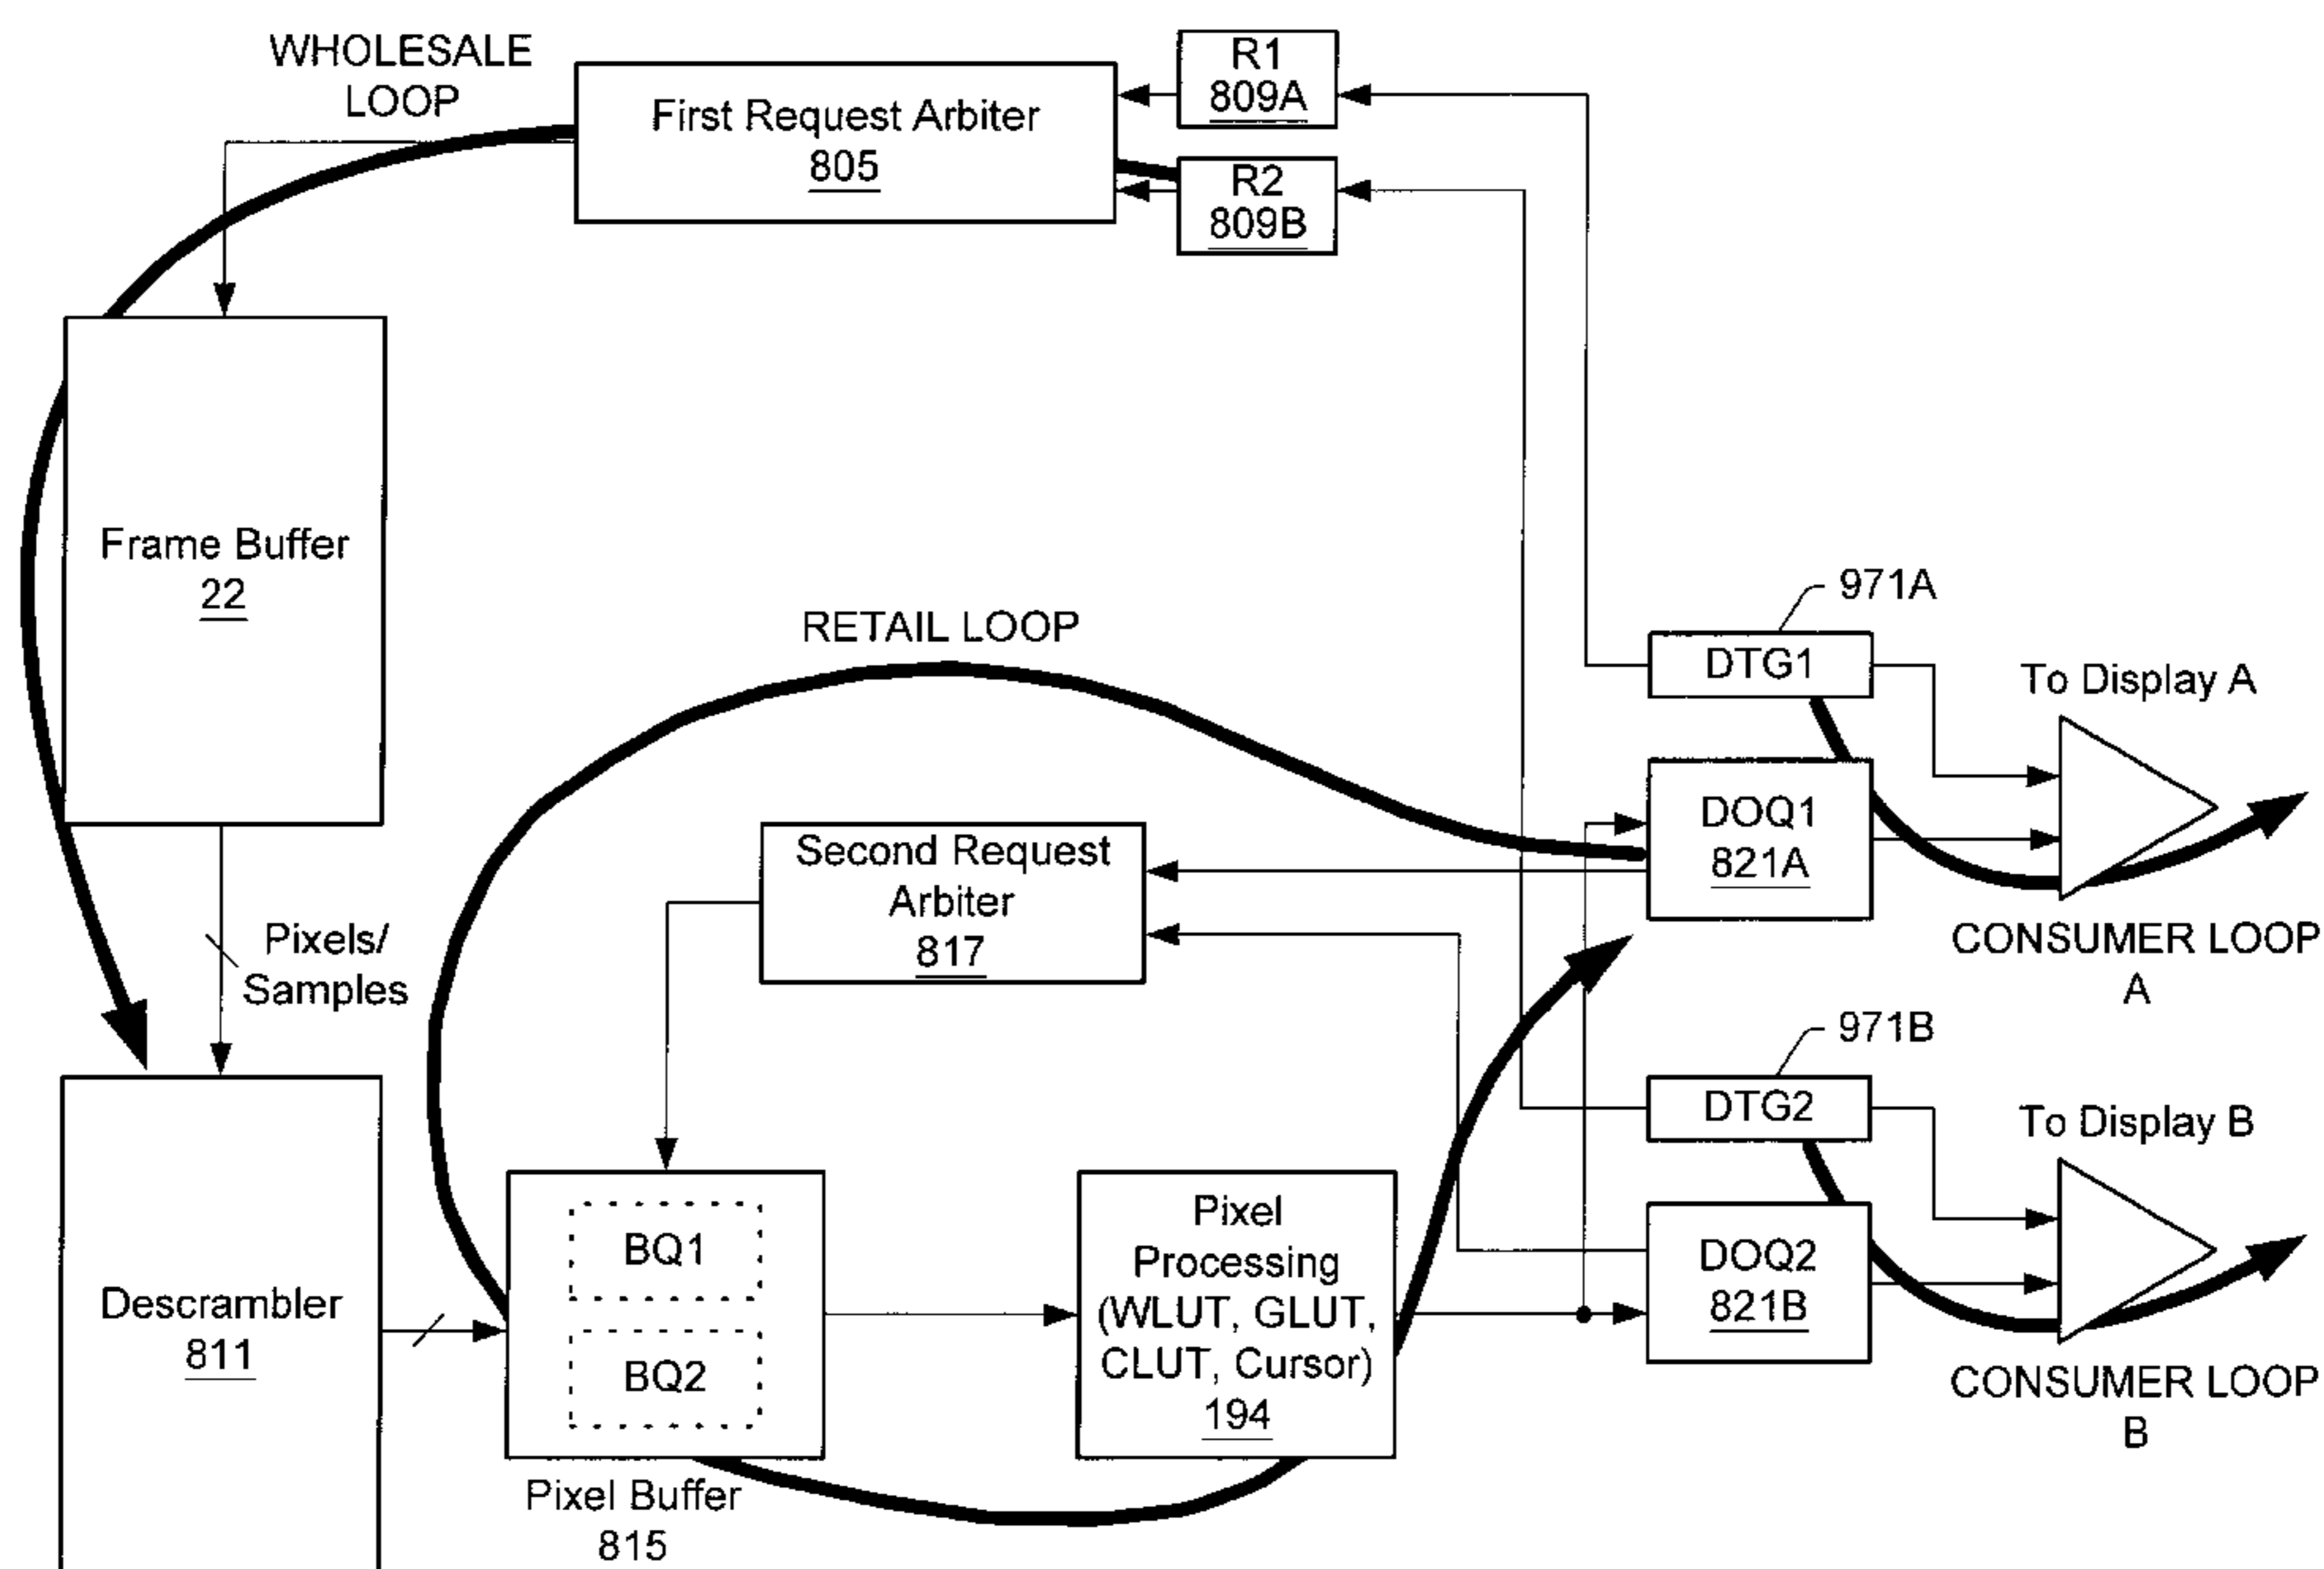 WHOLESALE
LOOP
First Request Arbiter
805
R1
809A
R2
809B
Frame Buffer
22
RETAIL LOOP
971A
DTG1
To Display A
Second Request
Arbiter
817
DOQ1
821A
CONSUMER LOOP
A
Pixels/
Samples
971B
DTG2
To Display B
Descrambler
811
BQ1
BQ2
Pixel Buffer
815
Pixel
Processing
(WLUT, GLUT,
CLUT, Cursor)
194
DOQ2
821B
CONSUMER LOOP
B